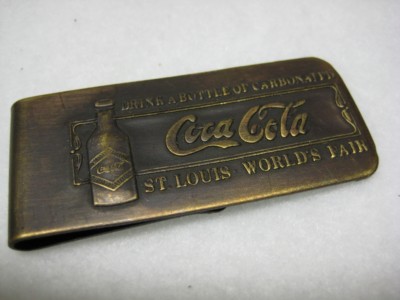 DRINK A BOTTLE OF CARBONATED
Coca Cola
ST. LOUIS WORLD'S FAIR